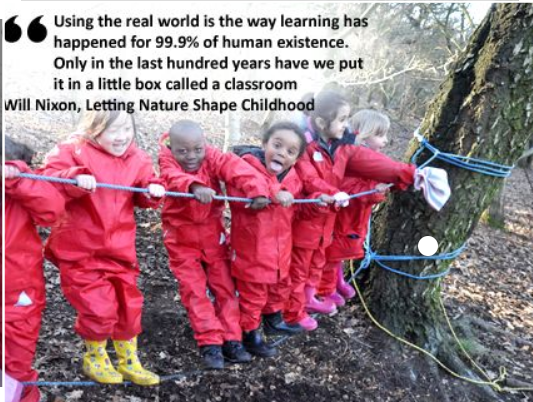 Using the real world is the way learning has
happened for 99.9% of human existence.
Only in the last hundred years have we put
it in a little box called a classroom
Will Nixon, Letting Nature Shape Childhood